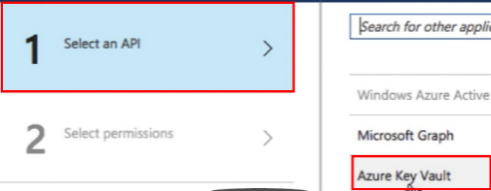 1 Select an API
2 Select permissions
Search for other applic
Windows Azure Active
Microsoft Graph
Azure Key Vault